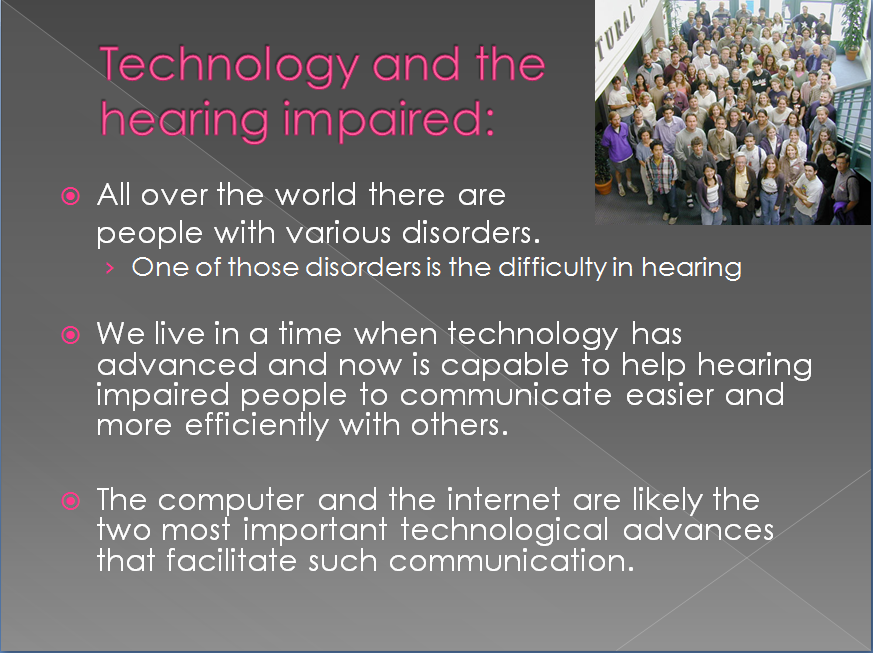 Technology and the
hearing impaired:
TURAL C
All over the world there are
people with various disorders.
One of those disorders is the difficulty in hearing
We live in a time when technology has
advanced and now is capable to help hearing
impaired people to communicate easier and
more efficiently with others.
The computer and the internet are likely the
two most important technological advances
that facilitate such communication.